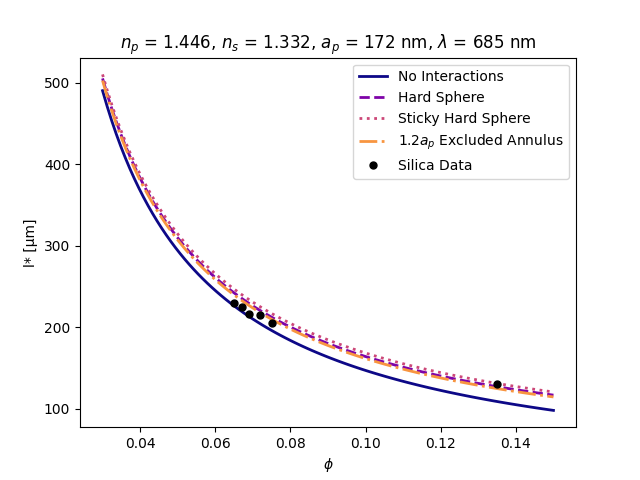 n_p = 1.446, n_s = 1.332, a_p = 172 nm, λ = 685 nm
No Interactions
Hard Sphere
Sticky Hard Sphere
1.2a_p Excluded Annulus
Silica Data
l* [μm]
500
400
300
200
100
0.04 0.06 0.08 0.10 0.12 0.14
ϕ